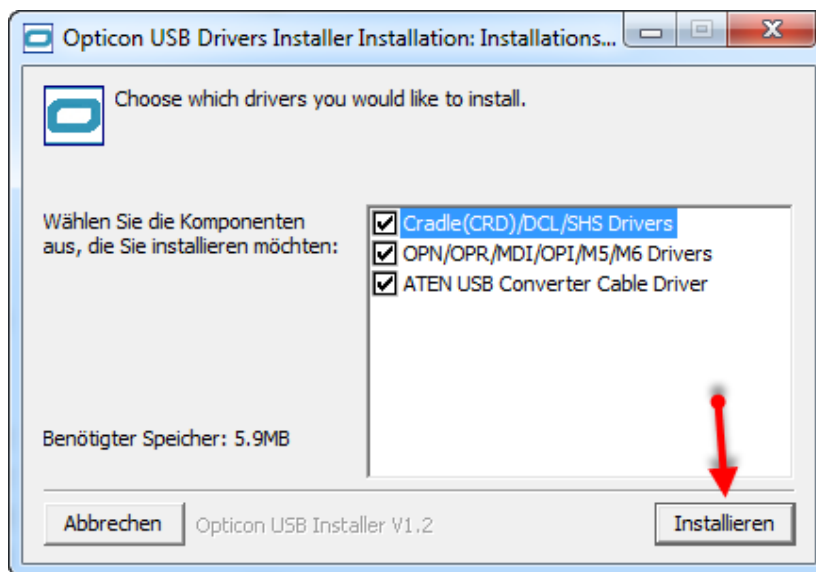 Opticon USB Drivers Installer Installation: Installations...
Choose which drivers you would like to install.
Wählen Sie die Komponenten
aus, die Sie installieren möchten:
Cradle(CRD)/DCL/SHS Drivers
OPN/OPR/MDI/OPI/M5/M6 Drivers
ATEN USB Converter Cable Driver
Benötigter Speicher: 5.9MB
Abbrechen
Opticon USB Installer V1.2
Installieren